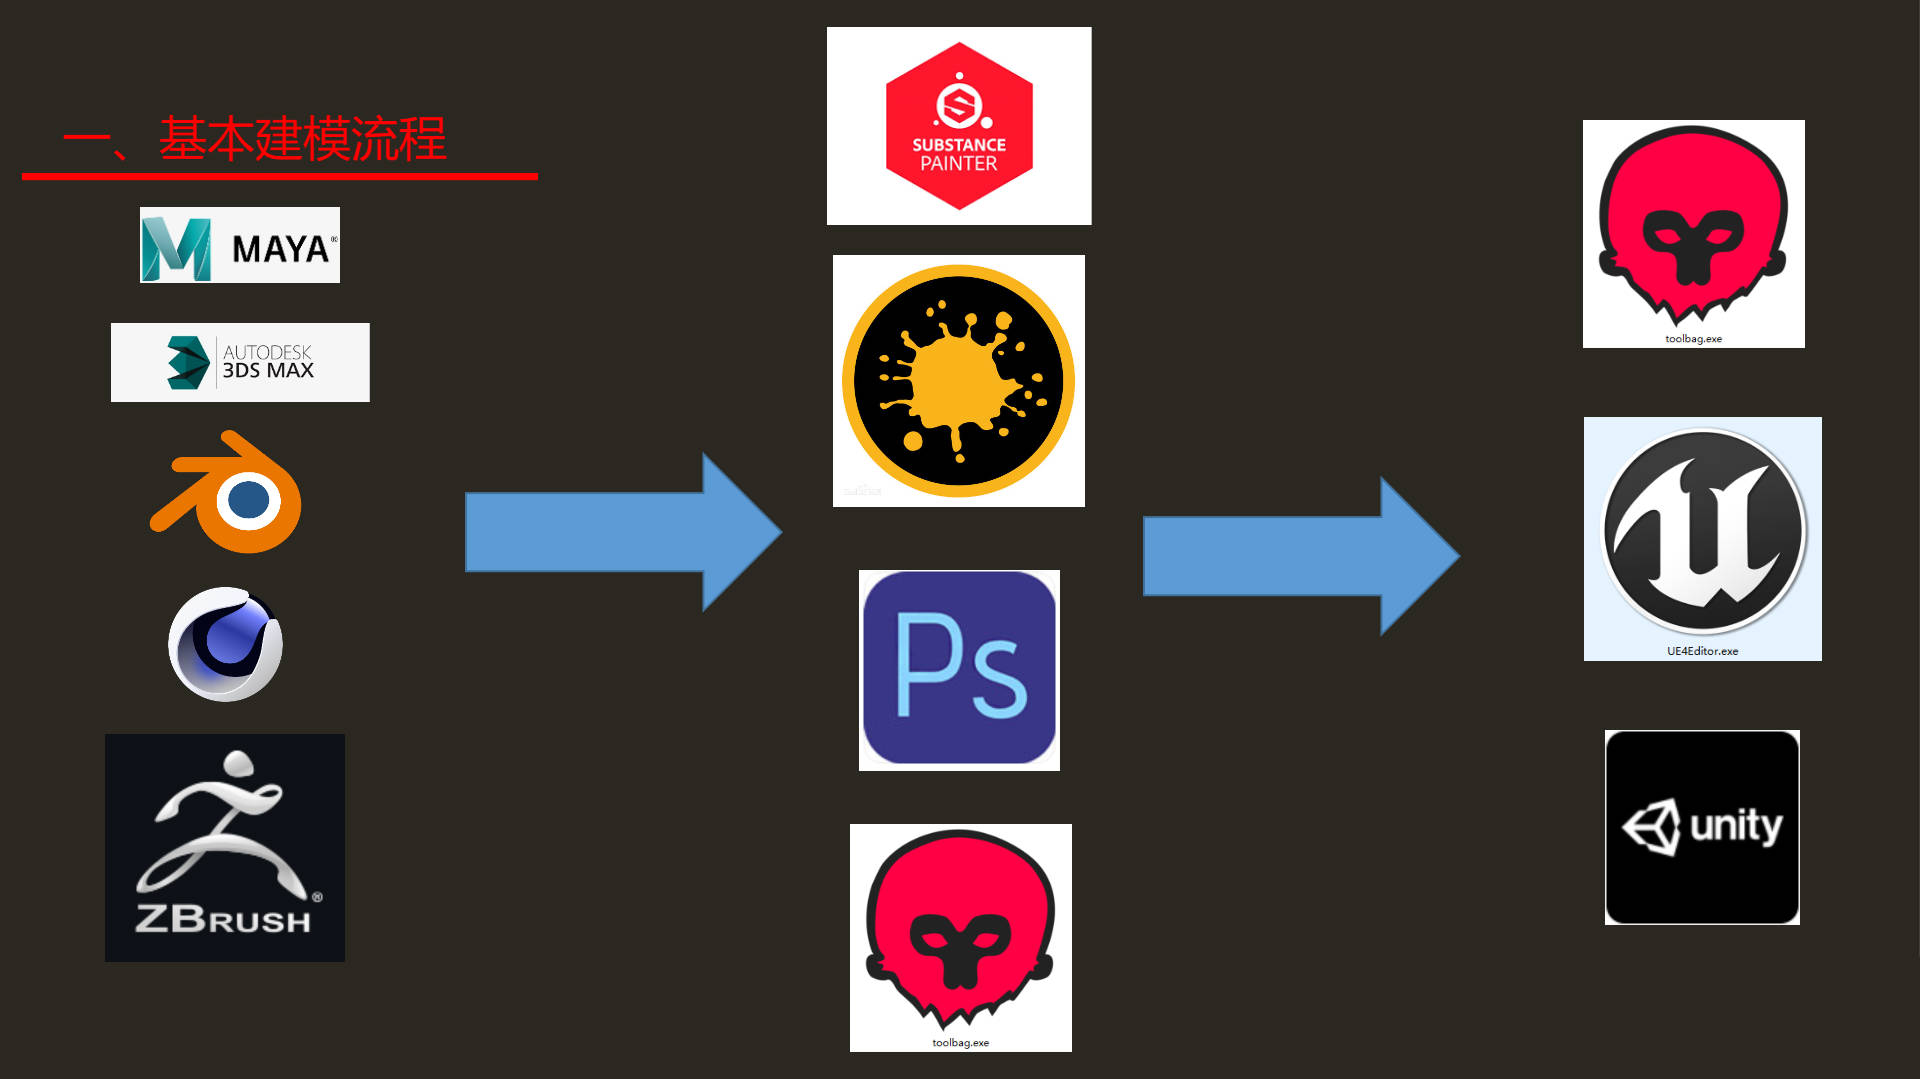 一、基本建模流程
MAYA®
AUTODESK
3DS MAX
ZBRUSH®
SUBSTANCE
PAINTER
Ps
toolbag.exe
toolbag.exe
UE4Editor.exe
unity